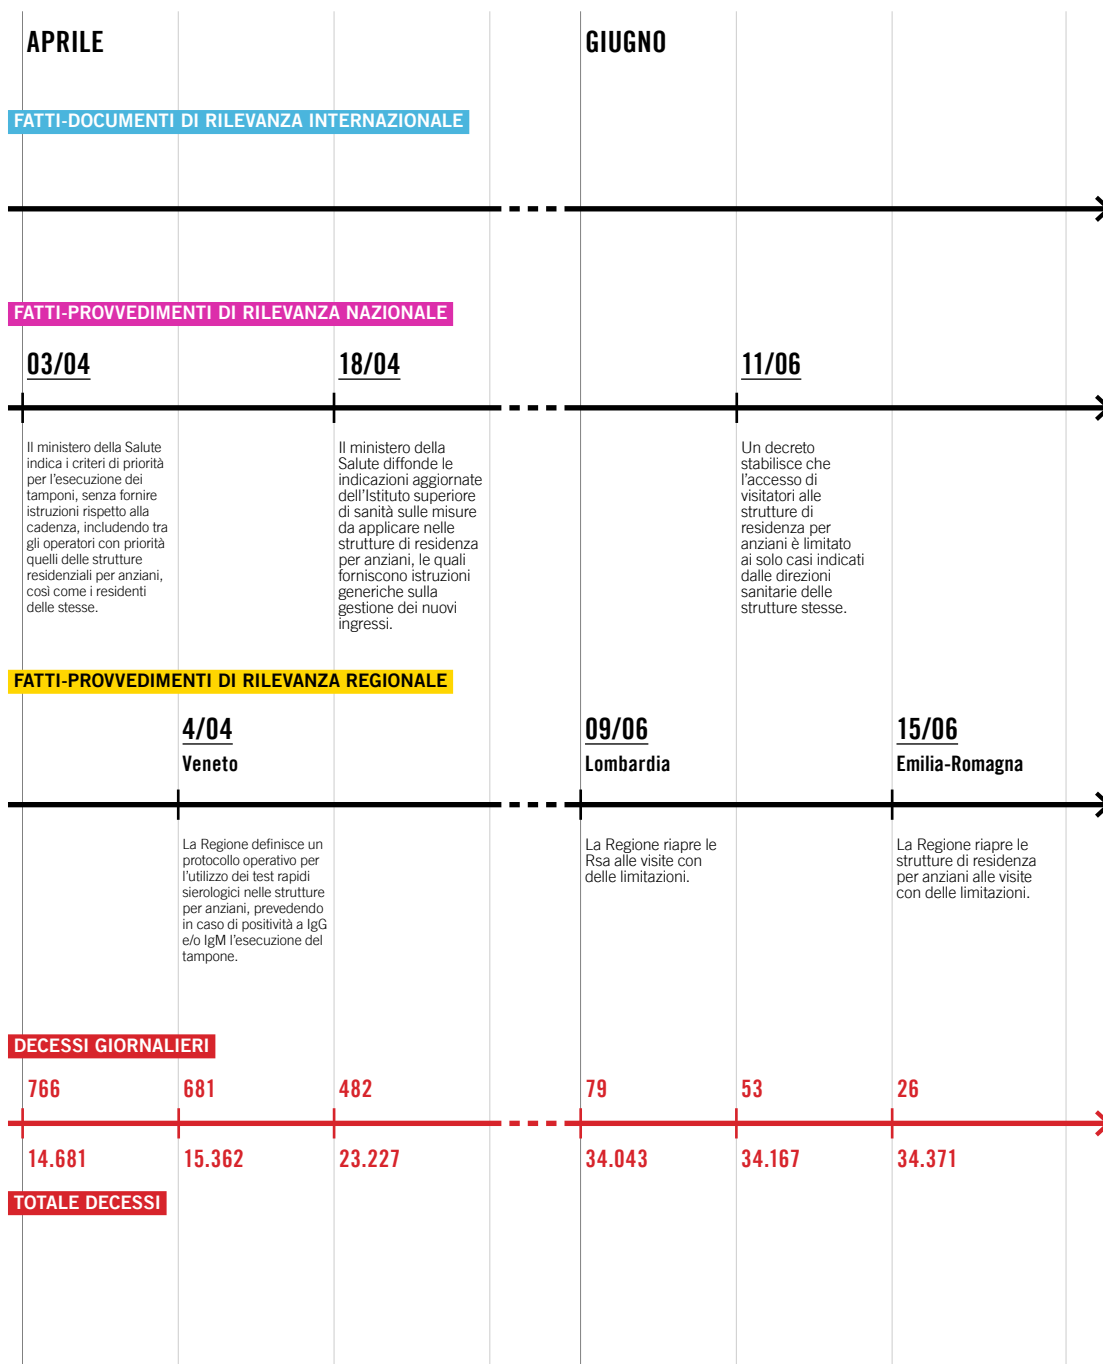 APRILE
GIUGNO
FATTI-DOCUMENTI DI RILEVANZA INTERNAZIONALE
FATTI-PROVVEDIMENTI DI RILEVANZA NAZIONALE
03/04
Il ministero della Salute
indica i criteri di priorità
per l'esecuzione dei
tamponi, senza fornire
istruzioni rispetto alla
cadenza, includendo tra
gli operatori con priorità
quelli delle strutture
residenziali per anziani,
così come i residenti
delle stesse.
18/04
Il ministero della
Salute diffonde le
indicazioni aggiornate
dell'Istituto superiore
di sanità sulle misure
da applicare nelle
strutture di residenza
per anziani, le quali
forniscono istruzioni
generiche sulla
gestione dei nuovi
ingressi.
11/06
Un decreto
stabilisce che
l'accesso di
visitatori alle
strutture di
residenza per
anziani è limitato
ai solo casi indicati
dalle direzioni
sanitarie delle
strutture stesse.
FATTI-PROVVEDIMENTI DI RILEVANZA REGIONALE
4/04
Veneto
La Regione definisce un
protocollo operativo per
l'utilizzo dei test rapidi
sierologici nelle strutture
per anziani, prevedendo
in caso di positività a IgG
e/o IgM l'esecuzione del
tampone.
09/06
Lombardia
La Regione riapre le
Rsa alle visite con
delle limitazioni.
15/06
Emilia-Romagna
La Regione riapre le
strutture di residenza
per anziani alle visite
con delle limitazioni.
DECESSI GIORNALIERI
766 681 482 79 53 26
14.681 15.362 23.227 34.043 34.167 34.371
TOTALE DECESSI